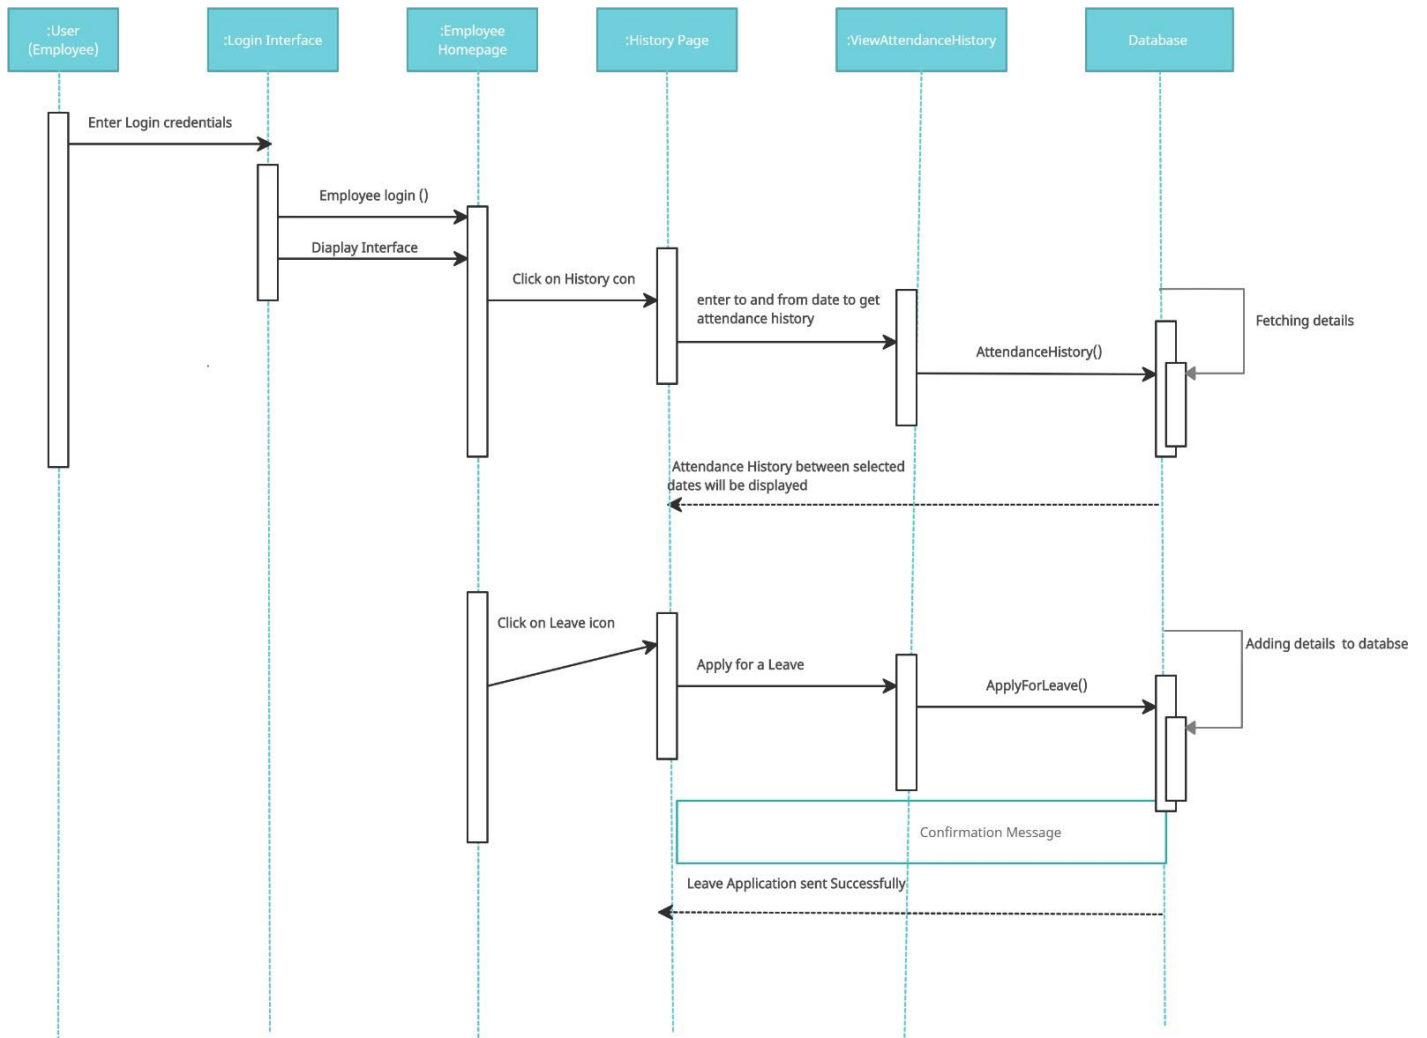 :User
(Employee)
:Login Interface
:Employee
Homepage
:History Page
:ViewAttendanceHistory
Database
Enter Login credentials
Employee login ()
Diaplay Interface
Click on History con
enter to and from date to get
attendance history
AttendanceHistory()
Fetching details
Attendance History between selected
dates will be displayed
Click on Leave icon
Apply for a Leave
ApplyForLeave()
Adding details to databse
Confirmation Message
Leave Application sent Successfully